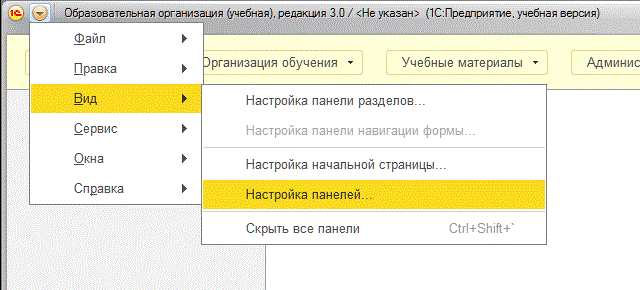 Образовательная организация (учебная), редакция 3.0 / <Не указан> (1С:Предприятие, учебная версия)
Файл
Правка
Вид
Сервис
Окна
Справка
Организация обучения
Учебные материалы
Админис
Настройка панели разделов...
Настройка панели навигации формы...
Настройка начальной страницы...
Настройка панелей...
Скрыть все панели Ctrl+Shift+`